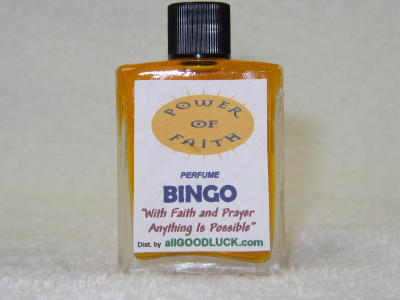 POWER
OF
FAITH
PERFUME
BINGO
"With Faith and Prayer
Anything Is Possible"
Dist. by allGOODLUCK.com